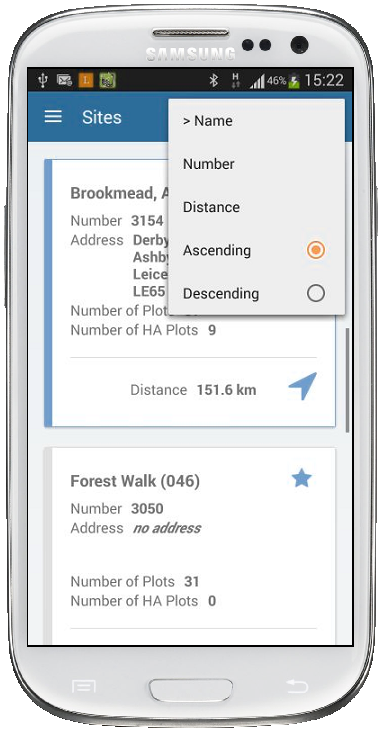 SAMSUNG
L
H
46%
15:22
Sites
> Name
Number
Distance
Ascending
Descending
Brookmead, A
Number 3154
Address Derby
Ashby
Leice
LE65
Number of Plots
Number of HA Plots 9
Distance 151.6 km
Forest Walk (046)
Number 3050
Address no address
Number of Plots 31
Number of HA Plots 0